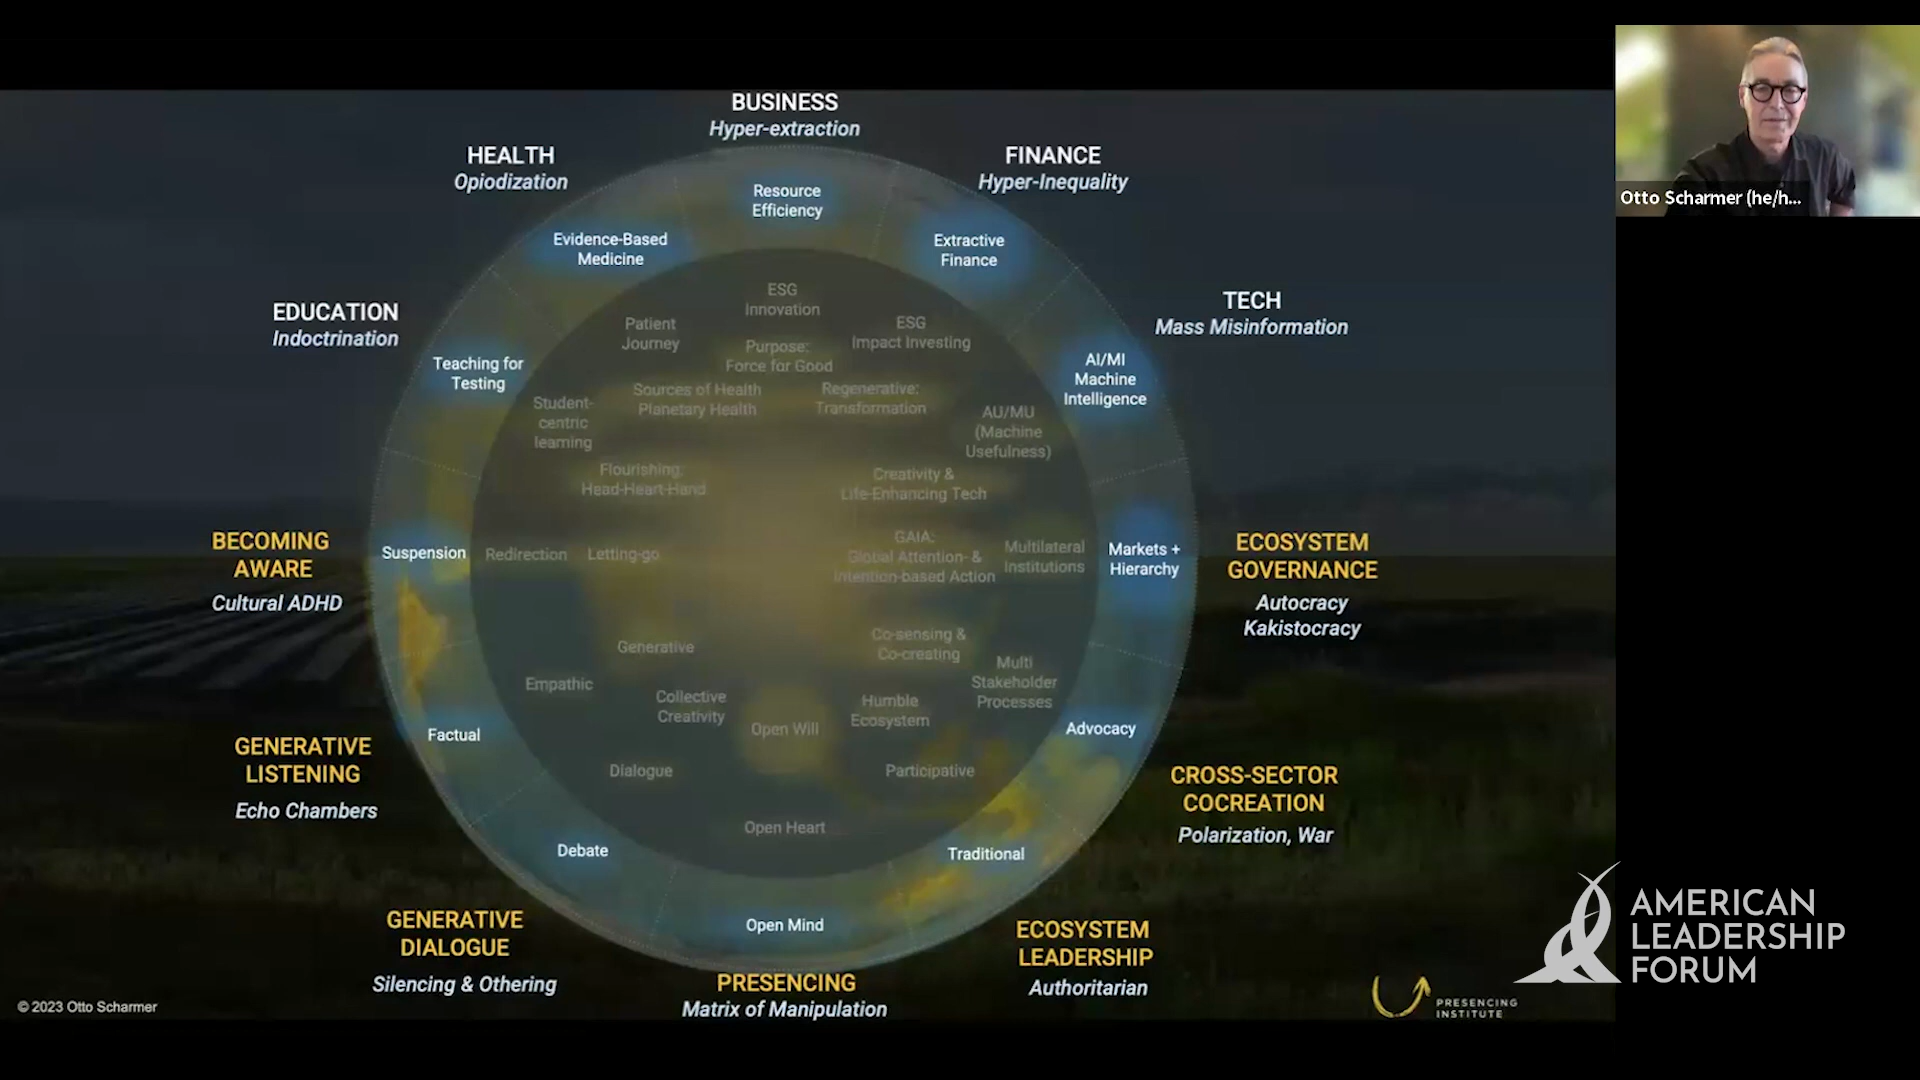 BUSINESS
Hyper-extraction
HEALTH
Opiodization
FINANCE
Hyper-Inequality
Resource
Efficiency
Evidence-Based
Medicine
Extractive
Finance
EDUCATION
Indoctrination
TECH
Mass Misinformation
ESG
Innovation
Patient
Journey
ESG
Impact Investing
Purpose:
Force for Good
Teaching for
Testing
AI/MI
Machine
Intelligence
Sources of Health
Planetary Health
Regenerative:
Transformation
Student-
centric
learning
AU/MU
(Machine
Usefulness)
Flourishing:
Head-Heart-Hand
Creativity &
Life-Enhancing Tech
BECOMING
AWARE
Cultural ADHD
Suspension
Redirection
Letting-go
GAIA:
Global Attention- &
Intention-based Action
Multilateral
Institutions
Markets +
Hierarchy
ECOSYSTEM
GOVERNANCE
Autocracy
Kakistocracy
Generative
Co-sensing &
Co-creating
Empathic
Collective
Creativity
Multi
Stakeholder
Processes
Humble
Ecosystem
Open Will
Factual
Advocacy
GENERATIVE
LISTENING
Echo Chambers
Dialogue
Participative
CROSS-SECTOR
COCREATION
Polarization, War
Open Heart
Debate
Traditional
Open Mind
GENERATIVE
DIALOGUE
Silencing & Othering
ECOSYSTEM
LEADERSHIP
Authoritarian
PRESENCING
Matrix of Manipulation
© 2023 Otto Scharmer
PRESENCING
INSTITUTE
Otto Scharmer (he/h...
AMERICAN
LEADERSHIP
FORUM